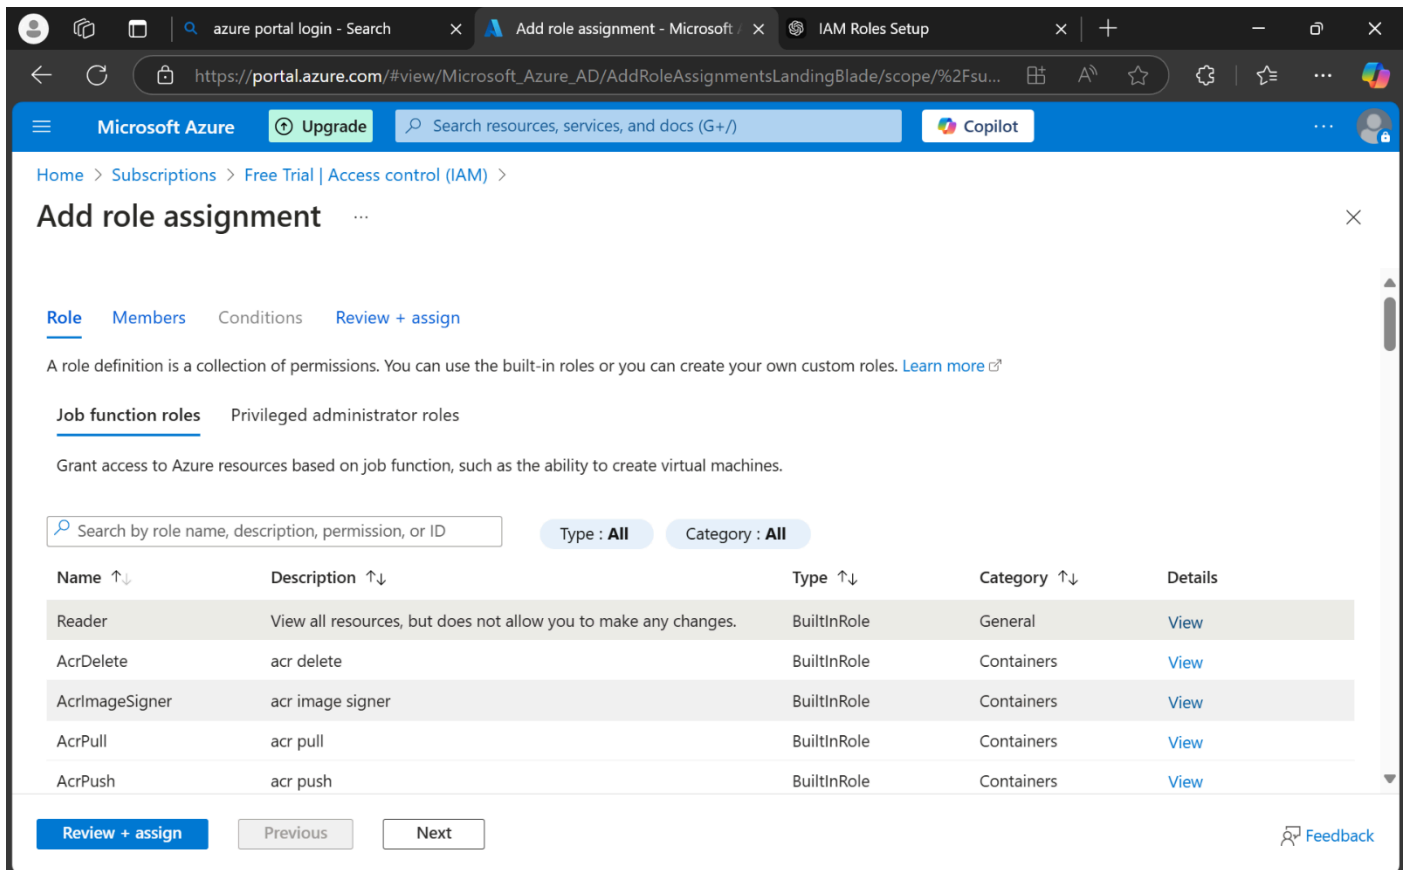 azure portal login - Search
Add role assignment - Microsoft
IAM Roles Setup
https://portal.azure.com/#view/Microsoft_Azure_AD/AddRoleAssignmentsLandingBlade/scope/%2Fsu...
Microsoft Azure
Upgrade
Search resources, services, and docs (G+/)
Copilot
Home > Subscriptions > Free Trial | Access control (IAM) >
Add role assignment ...
Role Members Conditions Review + assign
A role definition is a collection of permissions. You can use the built-in roles or you can create your own custom roles. Learn more
Job function roles Privileged administrator roles
Grant access to Azure resources based on job function, such as the ability to create virtual machines.
Search by role name, description, permission, or ID
Type : All
Category : All
Name Description Type Category Details
Reader View all resources, but does not allow you to make any changes. BuiltInRole General View
AcrDelete acr delete BuiltInRole Containers View
AcrImageSigner acr image signer BuiltInRole Containers View
AcrPull acr pull BuiltInRole Containers View
AcrPush acr push BuiltInRole Containers View
Review + assign Previous Next Feedback